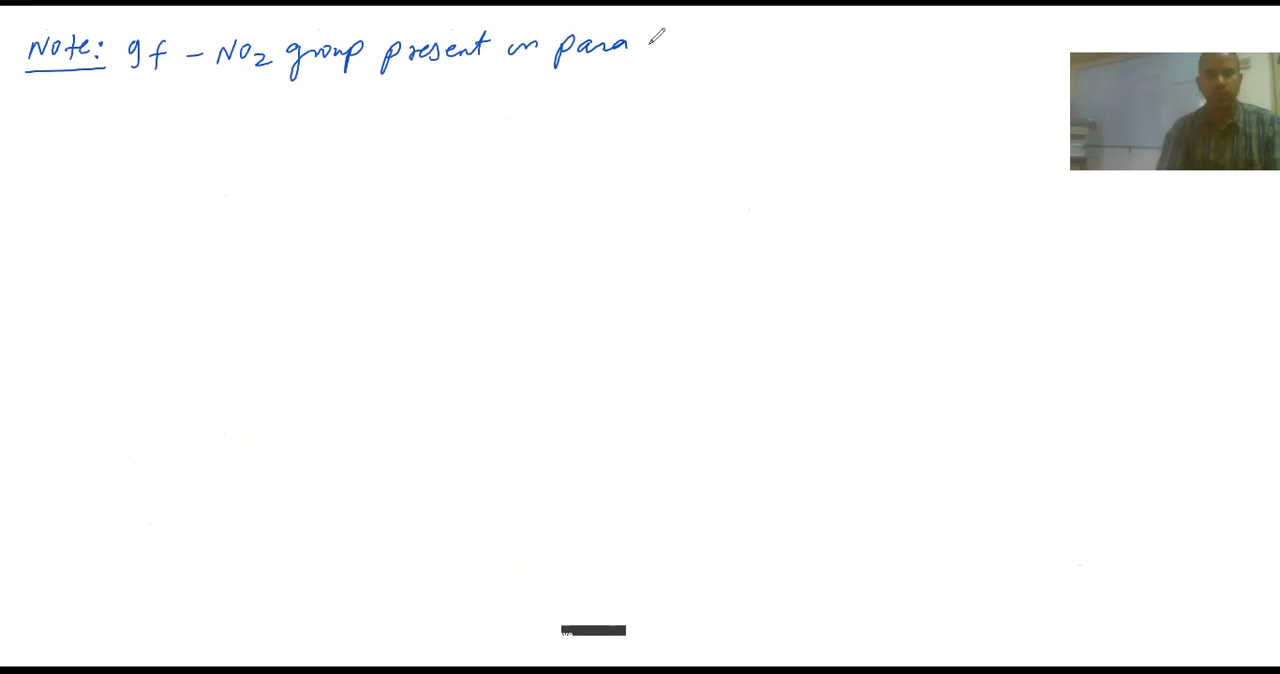 Note: If - NO₂ group present in para